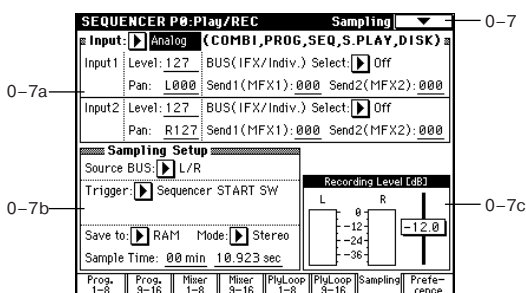 SEQUENCER P0:Play/REC Sampling 0–7
Input: Analog (COMBI,PROG,SEQ,S.PLAY,DISK)
Input1 Level: 127 BUS(IFX/Indiv.) Select: Off
0–7a
Pan: L000 Send1(MFX1): 000 Send2(MFX2): 000
Input2 Level: 127 BUS(IFX/Indiv.) Select: Off
Pan: R127 Send1(MFX1): 000 Send2(MFX2): 000
Sampling Setup
Source BUS: L/R
Trigger: Sequencer START SW
0–7b
Save to: RAM Mode: Stereo
Sample Time: 00 min 10.923 sec
Recording Level [dB]
L R
0
-12
-24
-36
-12.0
0–7c
Prog. 1-8 Prog. 9-16 Mixer 1-8 Mixer 9-16 PlyLoop 1-8 PlyLoop 9-16 Sampling Prefe-rence